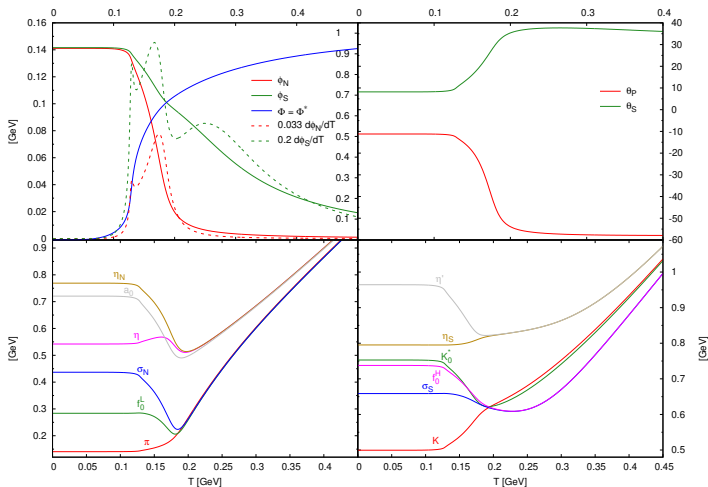 0 0.1 0.2 0.3 0.4 0 0.1 0.2 0.3 0.4
0.16 1 40
0.14 0.9 30
0.12 0.8 20
0.1 0.7 10
0.08 0.6 0
0.06 0.5 -10
0.04 0.4 -20
0.02 0.3 -30
0 0.2 -40
0.1 -50
0 -60
[GeV]
ϕN
ϕS
Φ = Φ*
0.033 dϕN/dT
0.2 dϕS/dT
θP
θS
0.9
0.8
0.7
0.6
0.5
0.4
0.3
0.2
[GeV]
ηN
a0
η
σN
f0L
π
0 0.05 0.1 0.15 0.2 0.25 0.3 0.35 0.4
T [GeV]
η'
ηS
K0*
f0H
σS
K
1
0.9
0.8
0.7
0.6
0.5
[GeV]
0 0.05 0.1 0.15 0.2 0.25 0.3 0.35 0.4 0.45
T [GeV]